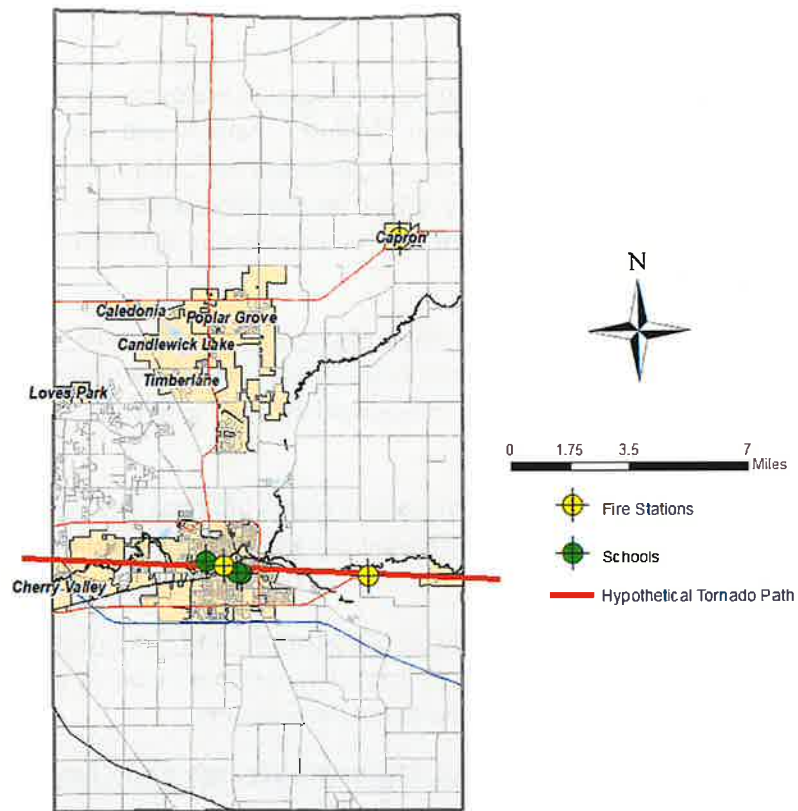 Capron
Caledonia
Poplar Grove
Candlewick Lake
Timberlane
Loves Park
Cherry Valley
N
0 1.75 3.5 7
Miles
Fire Stations
Schools
Hypothetical Tornado Path